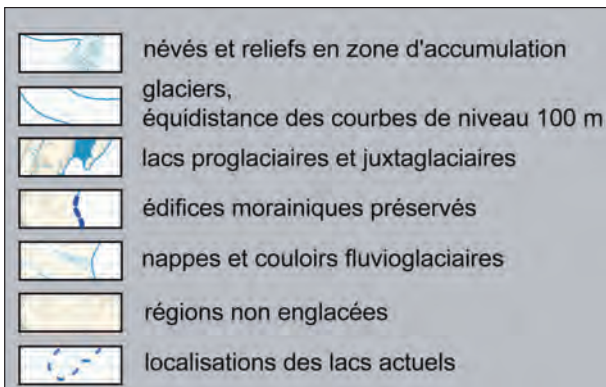 névés et reliefs en zone d'accumulation
glaciers,
équidistance des courbes de niveau 100 m
lacs proglaciaires et juxtaglaciaires
édifices morainiques préservés
nappes et couloirs fluvioglaciaires
régions non englacées
localisations des lacs actuels